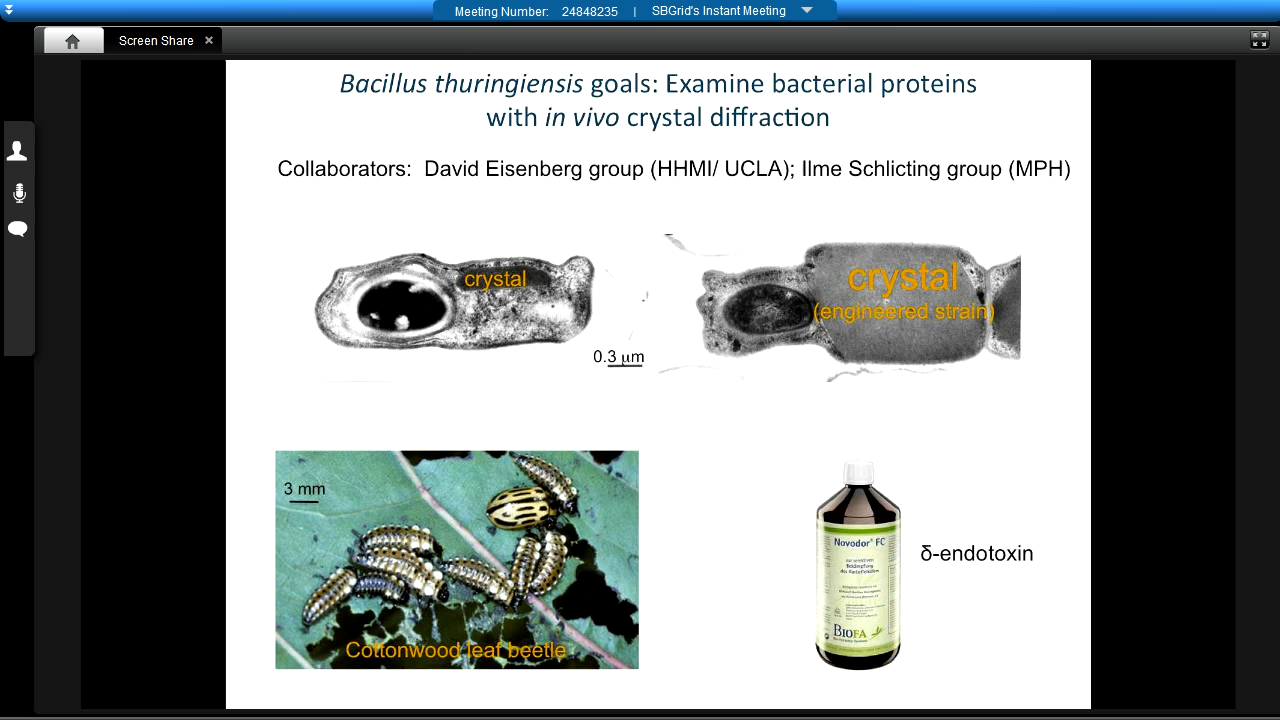 Meeting Number: 24848235 | SBGrid's Instant Meeting
Screen Share
Bacillus thuringiensis goals: Examine bacterial proteins
with in vivo crystal diffraction
Collaborators: David Eisenberg group (HHMI/ UCLA); Ilme Schlicting group (MPH)
crystal
0.3 μm
crystal
(engineered strain)
3 mm
Cottonwood leaf beetle
Novodor® FC
BIOFA
δ-endotoxin